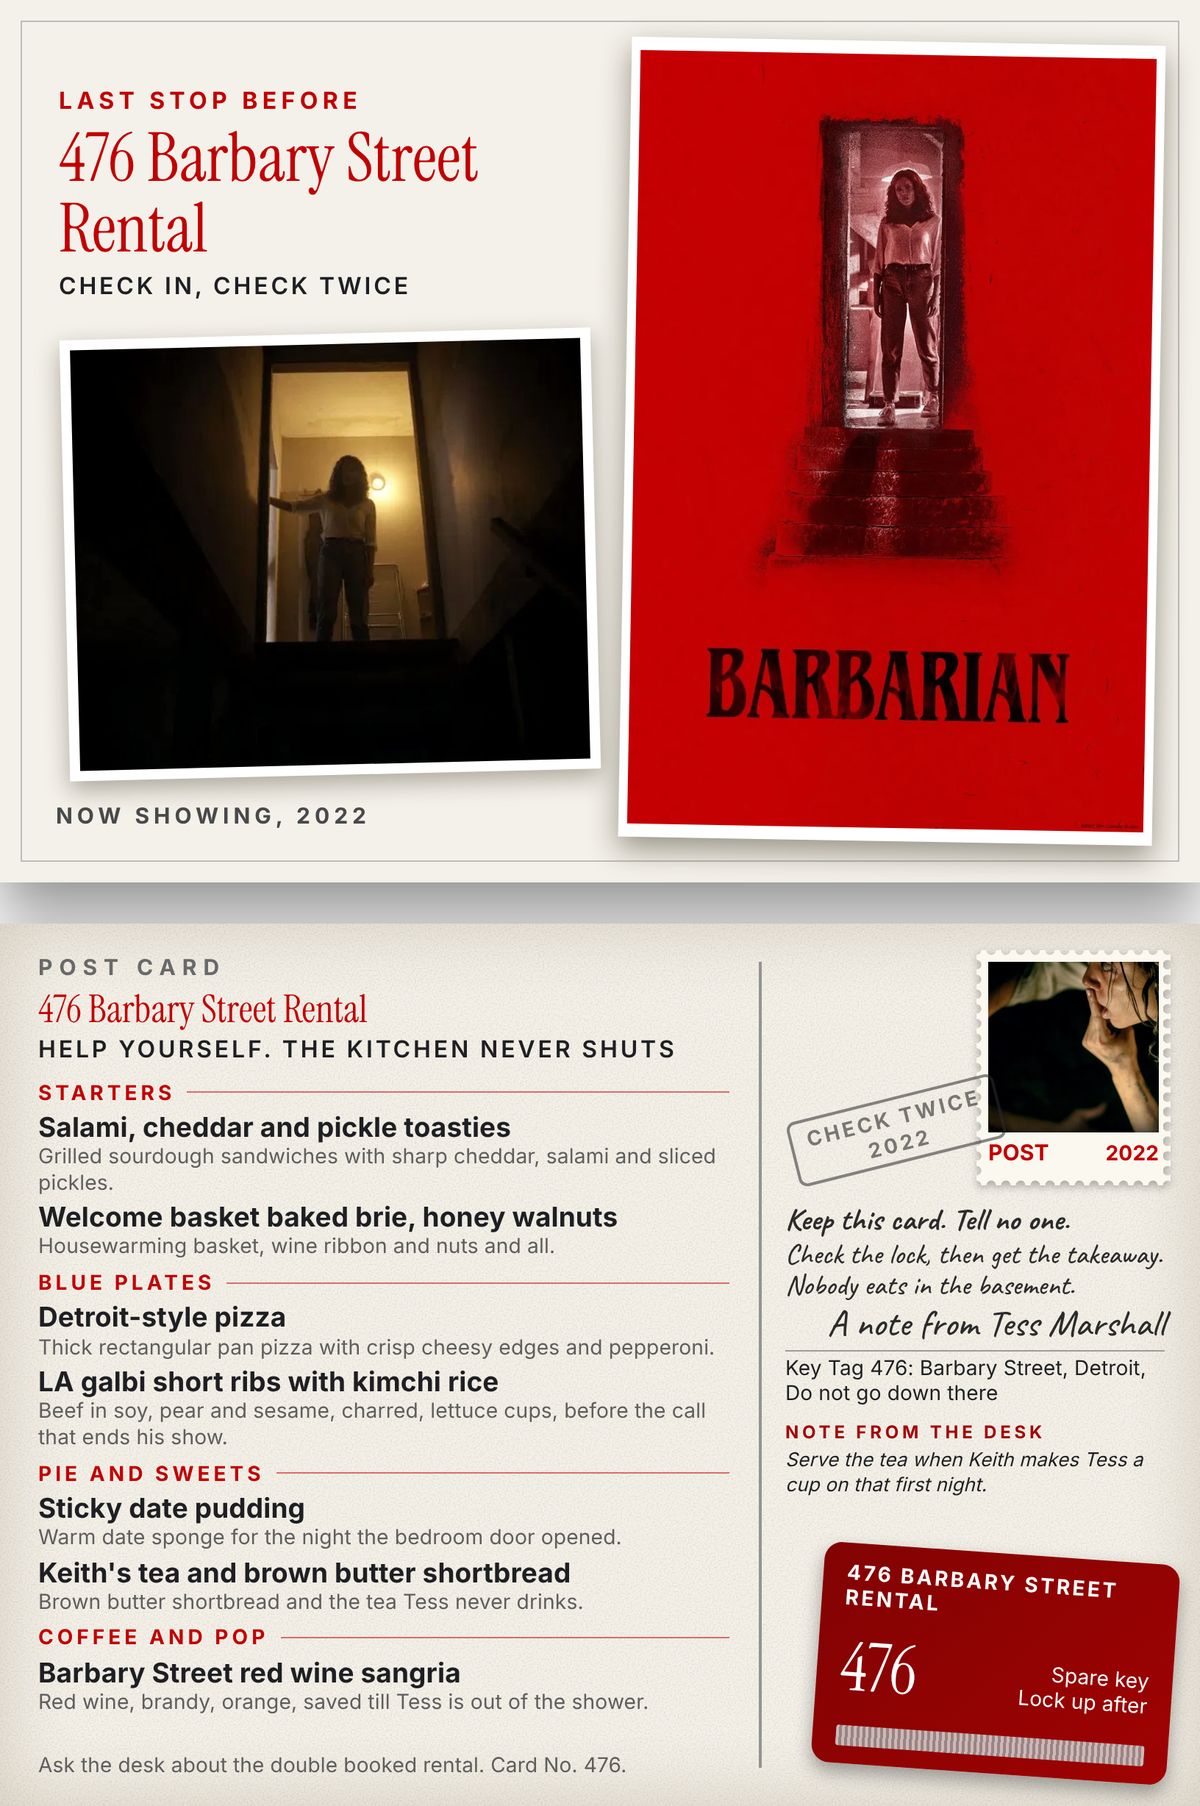 LAST STOP BEFORE
476 Barbary Street
Rental
CHECK IN, CHECK TWICE
BARBARIAN
NOW SHOWING, 2022
POST CARD
476 Barbary Street Rental
HELP YOURSELF. THE KITCHEN NEVER SHUTS
STARTERS
Salami, cheddar and pickle toasties
Grilled sourdough sandwiches with sharp cheddar, salami and sliced
pickles.
Welcome basket baked brie, honey walnuts
Housewarming basket, wine ribbon and nuts and all.
BLUE PLATES
Detroit-style pizza
Thick rectangular pan pizza with crisp cheesy edges and pepperoni.
LA galbi short ribs with kimchi rice
Beef in soy, pear and sesame, charred, lettuce cups, before the call
that ends his show.
PIE AND SWEETS
Sticky date pudding
Warm date sponge for the night the bedroom door opened.
Keith's tea and brown butter shortbread
Brown butter shortbread and the tea Tess never drinks.
COFFEE AND POP
Barbary Street red wine sangria
Red wine, brandy, orange, saved till Tess is out of the shower.
Ask the desk about the double booked rental. Card No. 476.
CHECK TWICE
2022
POST 2022
Keep this card. Tell no one.
Check the lock, then get the takeaway.
Nobody eats in the basement.
A note from Tess Marshall
Key Tag 476: Barbary Street, Detroit,
Do not go down there
NOTE FROM THE DESK
Serve the tea when Keith makes Tess a
cup on that first night.
476 BARBARY STREET
RENTAL
476
Spare key
Lock up after